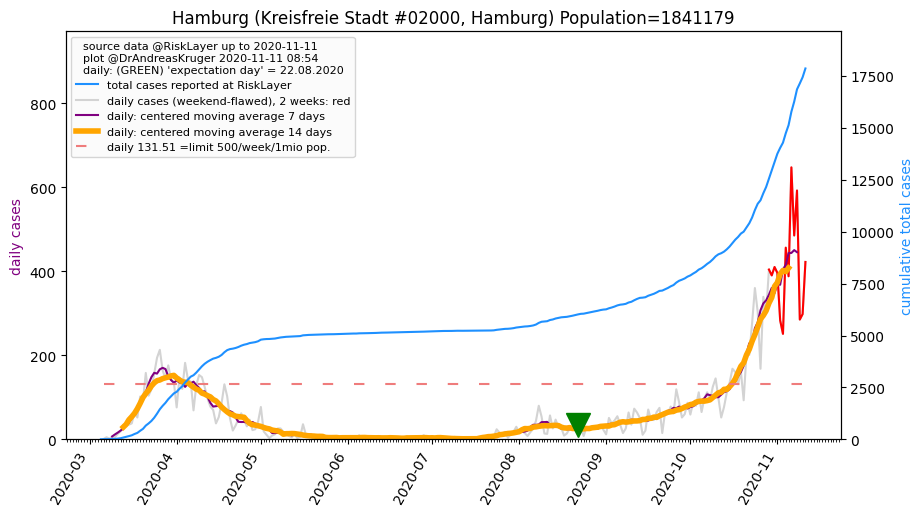 Hamburg (Kreisfreie Stadt #02000, Hamburg) Population=1841179
source data @RiskLayer up to 2020-11-11
plot @DrAndreasKruger 2020-11-11 08:54
daily: (GREEN) 'expectation day' = 22.08.2020
total cases reported at RiskLayer
daily cases (weekend-flawed), 2 weeks: red
daily: centered moving average 7 days
daily: centered moving average 14 days
daily 131.51 =limit 500/week/1mio pop.
daily cases
800
600
400
200
0
17500
15000
12500
10000
7500
5000
2500
0
cumulative total cases
2020-03
2020-04
2020-05
2020-06
2020-07
2020-08
2020-09
2020-10
2020-11